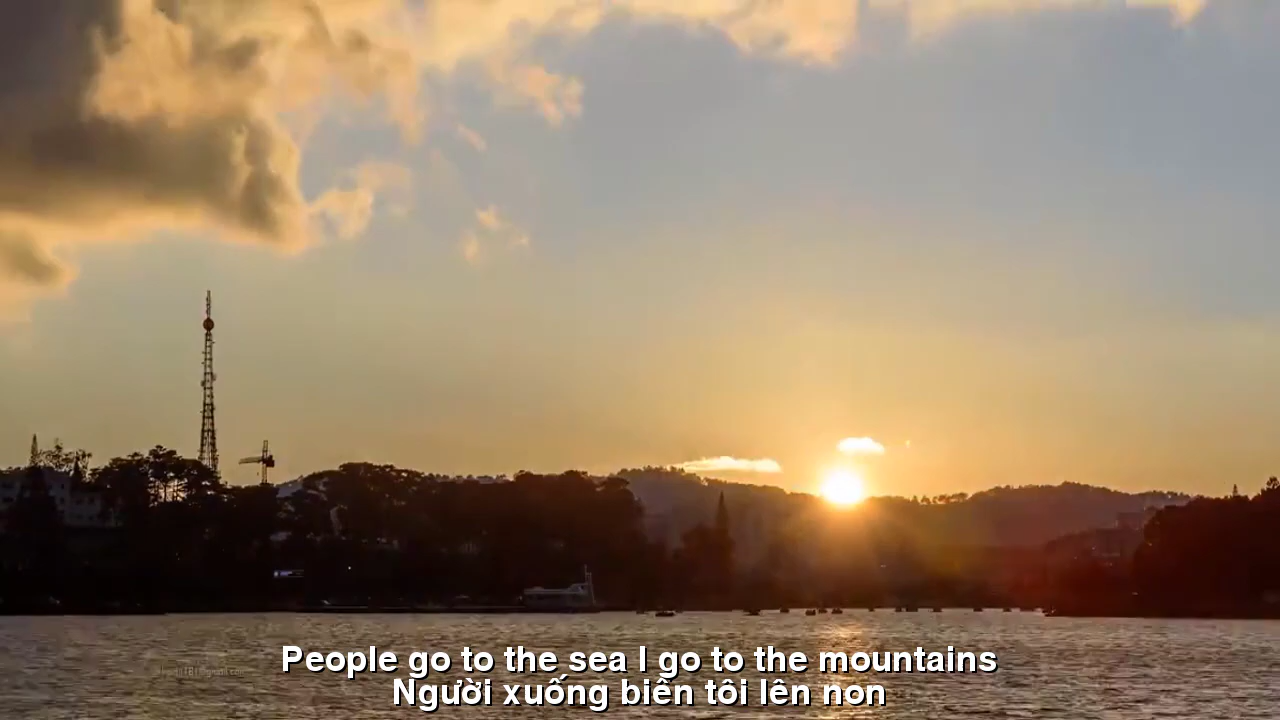 People go to the sea I go to the mountains
Người xuống biển tôi lên non